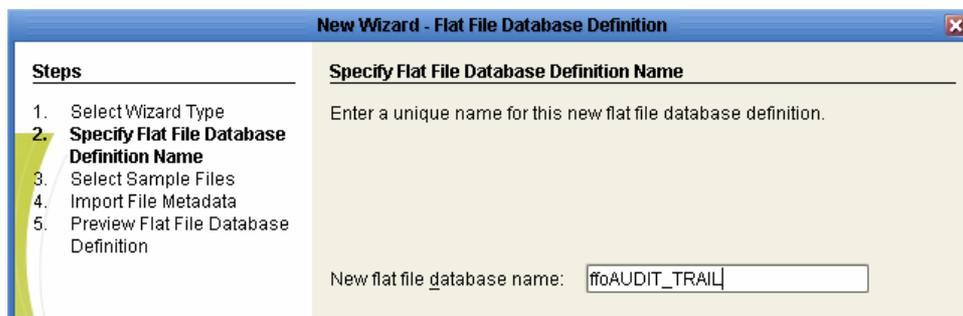 New Wizard - Flat File Database Definition
Steps
1. Select Wizard Type
2. Specify Flat File Database
Definition Name
3. Select Sample Files
4. Import File Metadata
5. Preview Flat File Database
Definition
Specify Flat File Database Definition Name
Enter a unique name for this new flat file database definition.
New flat file database name: ffoAUDIT_TRAIL